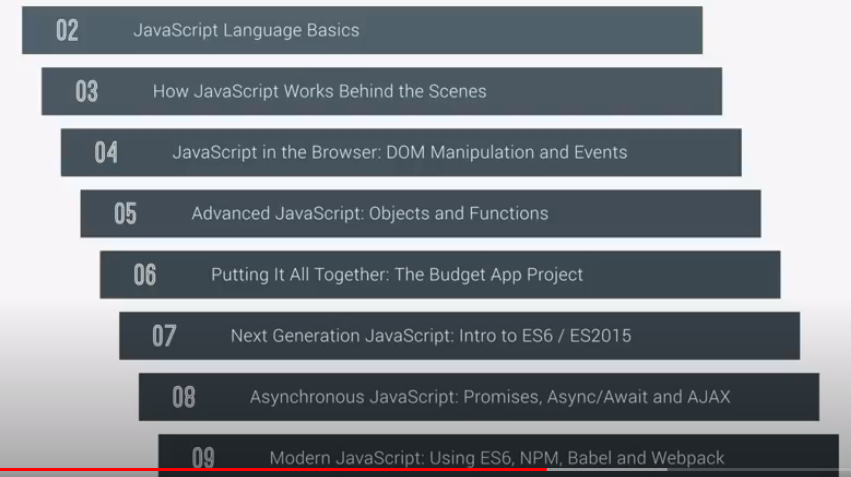 02 JavaScript Language Basics
03 How JavaScript Works Behind the Scenes
04 JavaScript in the Browser: DOM Manipulation and Events
05 Advanced JavaScript: Objects and Functions
06 Putting It All Together: The Budget App Project
07 Next Generation JavaScript: Intro to ES6 / ES2015
08 Asynchronous JavaScript: Promises, Async/Await and AJAX
09 Modern JavaScript: Using ES6, NPM, Babel and Webpack